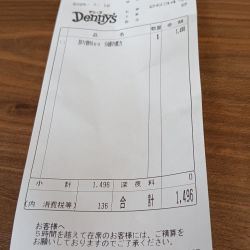 Denny's
品 名 数量 金 額
1
小 計 1,496 深 夜 料 0
(内 消費税等) 136 合 計 1,496
お客様へ
5時間を越えて在席のお客様には、ご精算を
お願いしておりますのでご了承ください。